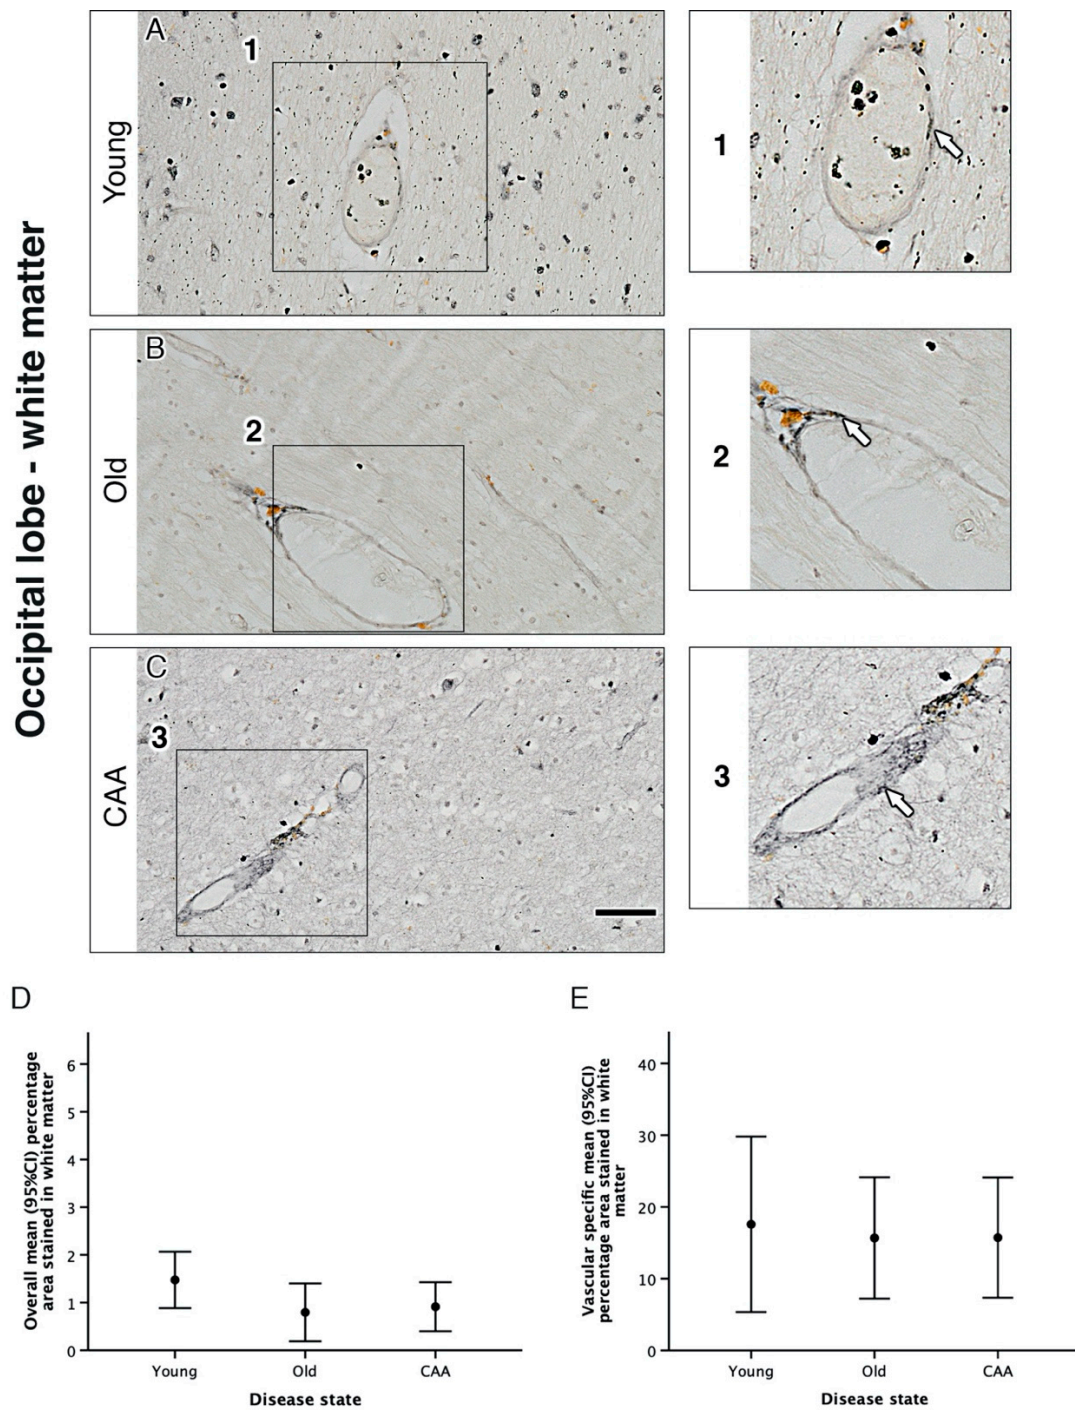 Occipital lobe - white matter
Young
A
1
1
Old
B
2
2
CAA
C
3
3
D
Overall mean (95%CI) percentage
area stained in white matter
6
5
4
3
2
1
0
Young Old CAA
Disease state
E
Vascular specific mean (95%CI)
percentage area stained in white
matter
40
30
20
10
0
Young Old CAA
Disease state